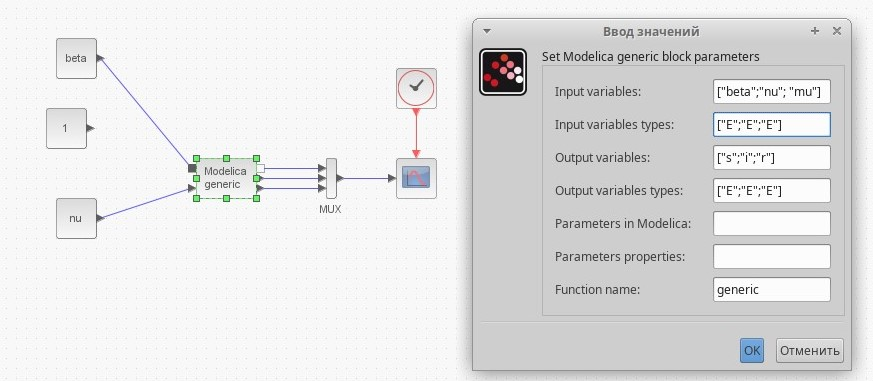 beta
1
nu
Modelica
generic
MUX
Ввод значений
Set Modelica generic block parameters
Input variables: ["beta";"nu"; "mu"]
Input variables types: ["E";"E";"E"]
Output variables: ["s";"i";"r"]
Output variables types: ["E";"E";"E"]
Parameters in Modelica:
Parameters properties:
Function name: generic
OK Отменить